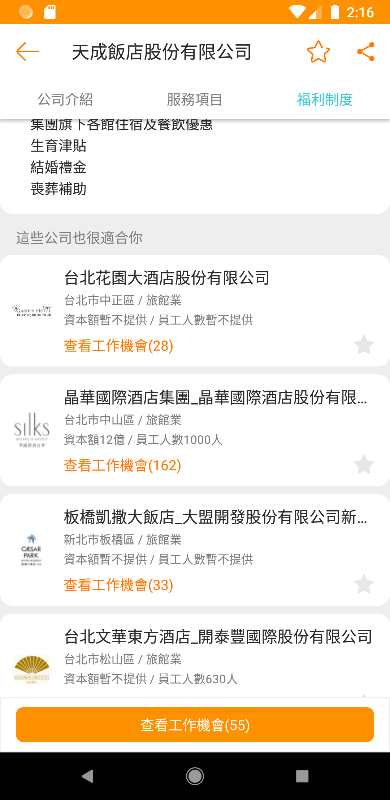 2:16
天成飯店股份有限公司
公司介紹
服務項目
福利制度
集團旗下各館住宿及餐飲優惠
生育津貼
結婚禮金
喪葬補助
這些公司也很適合你
台北花園大酒店股份有限公司
台北市中正區 / 旅館業
資本額暫不提供 / 員工人數暫不提供
查看工作機會(28)
晶華國際酒店集團_晶華國際酒店股份有限...
台北市中山區 / 旅館業
資本額12億 / 員工人數1000人
查看工作機會(162)
silks
板橋凱撒大飯店_大盟開發股份有限公司新...
新北市板橋區 / 旅館業
資本額暫不提供 / 員工人數暫不提供
查看工作機會(33)
CÆSAR
PARK
台北文華東方酒店_開泰豐國際股份有限公司
台北市松山區 / 旅館業
資本額暫不提供 / 員工人數630人
查看工作機會(55)